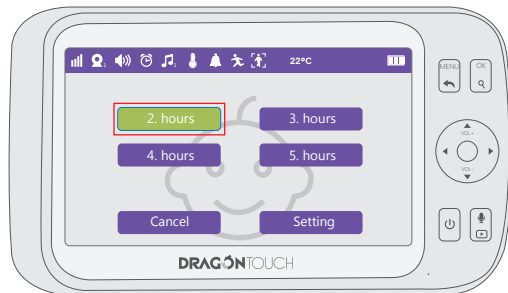 22°C
MENU
OK
2. hours
3. hours
4. hours
5. hours
VOL+
VOL-
Cancel
Setting
DRAGONTOUCH